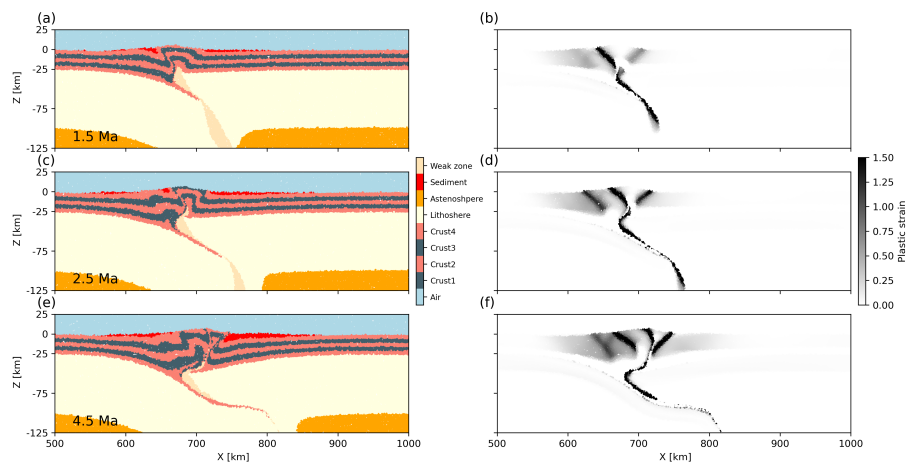 (a)
(b)
25
0
-25
-75
-125
Z [km]
1.5 Ma
(c)
(d)
25
0
-25
-75
-125
Z [km]
2.5 Ma
Weak zone
Sediment
Astenoshpere
Lithoshere
Crust4
Crust3
Crust2
Crust1
Air
1.50
1.25
1.00
0.75
0.50
0.25
0.00
Plastic strain
(e)
(f)
25
0
-25
-75
-125
Z [km]
4.5 Ma
500 600 700 800 900 1000
X [km]
500 600 700 800 900 1000
X [km]